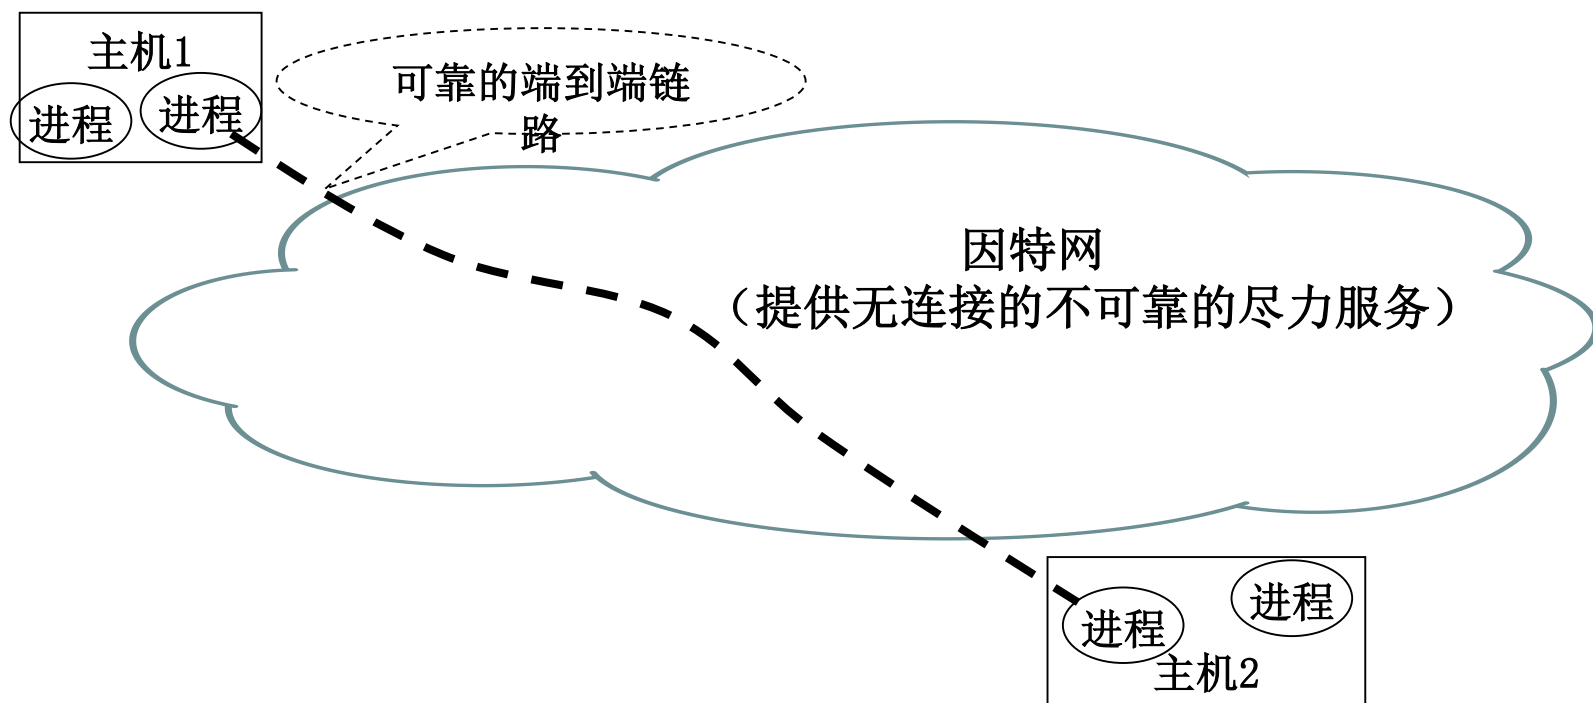 主机1
进程
进程
可靠的端到端链
路
因特网
（提供无连接的不可靠的尽力服务）
进程
进程
主机2